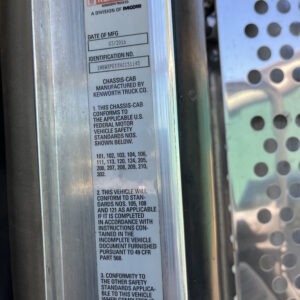 A DIVISION OF PACCAR
DATE OF MFG
IDENTIFICATION NO.
CHASSIS-CAB
MANUFACTURED BY
KENWORTH TRUCK CO.
1. THIS CHASSIS-CAB
CONFORMS TO
THE APPLICABLE U.S.
FEDERAL MOTOR
VEHICLE SAFETY
STANDARDS NOS.
SHOWN BELOW.
101, 102, 103, 104, 106,
111, 113, 120, 124, 205,
206, 207, 208, 209, 210,
302.
2. THIS VEHICLE WILL
CONFORM TO STAN-
DARDS NOS. 105, 108
AND 121 AS APPLICABLE
IF IT IS COMPLETED
IN ACCORDANCE WITH
INSTRUCTIONS CON-
TAINED IN THE
INCOMPLETE VEHICLE
DOCUMENT FURNISHED
PURSUANT TO 49 CFR
PART 568.
3. CONFORMITY TO
THE OTHER SAFETY
STANDARDS APPLICA-
BLE TO THIS VEHICLE